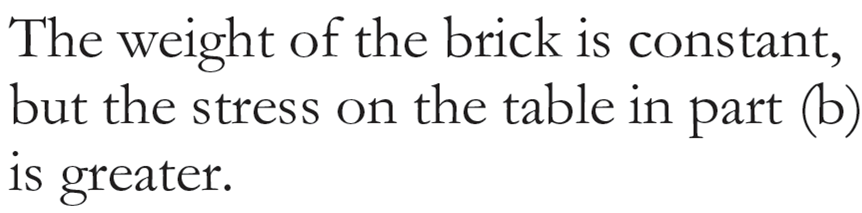 The weight of the brick is constant,
but the stress on the table in part (b)
is greater.